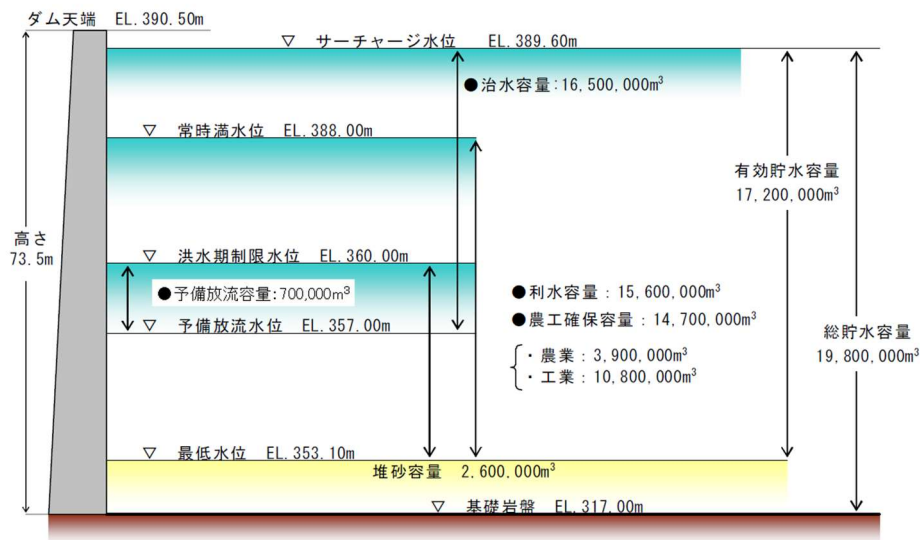 ダム天端 EL.390.50m
▽ サーチャージ水位 EL.389.60m
●治水容量:16,500,000m³
▽ 常時満水位 EL.388.00m
有効貯水容量
17,200,000m³
高さ
73.5m
▽ 洪水期制限水位 EL.360.00m
●予備放流容量:700,000m³
●利水容量：15,600,000m³
▽ 予備放流水位 EL.357.00m
●農工確保容量：14,700,000m³
総貯水容量
19,800,000m³
・農業：3,900,000m³
・工業：10,800,000m³
▽ 最低水位 EL.353.10m
堆砂容量 2,600,000m³
▽ 基礎岩盤 EL.317.00m